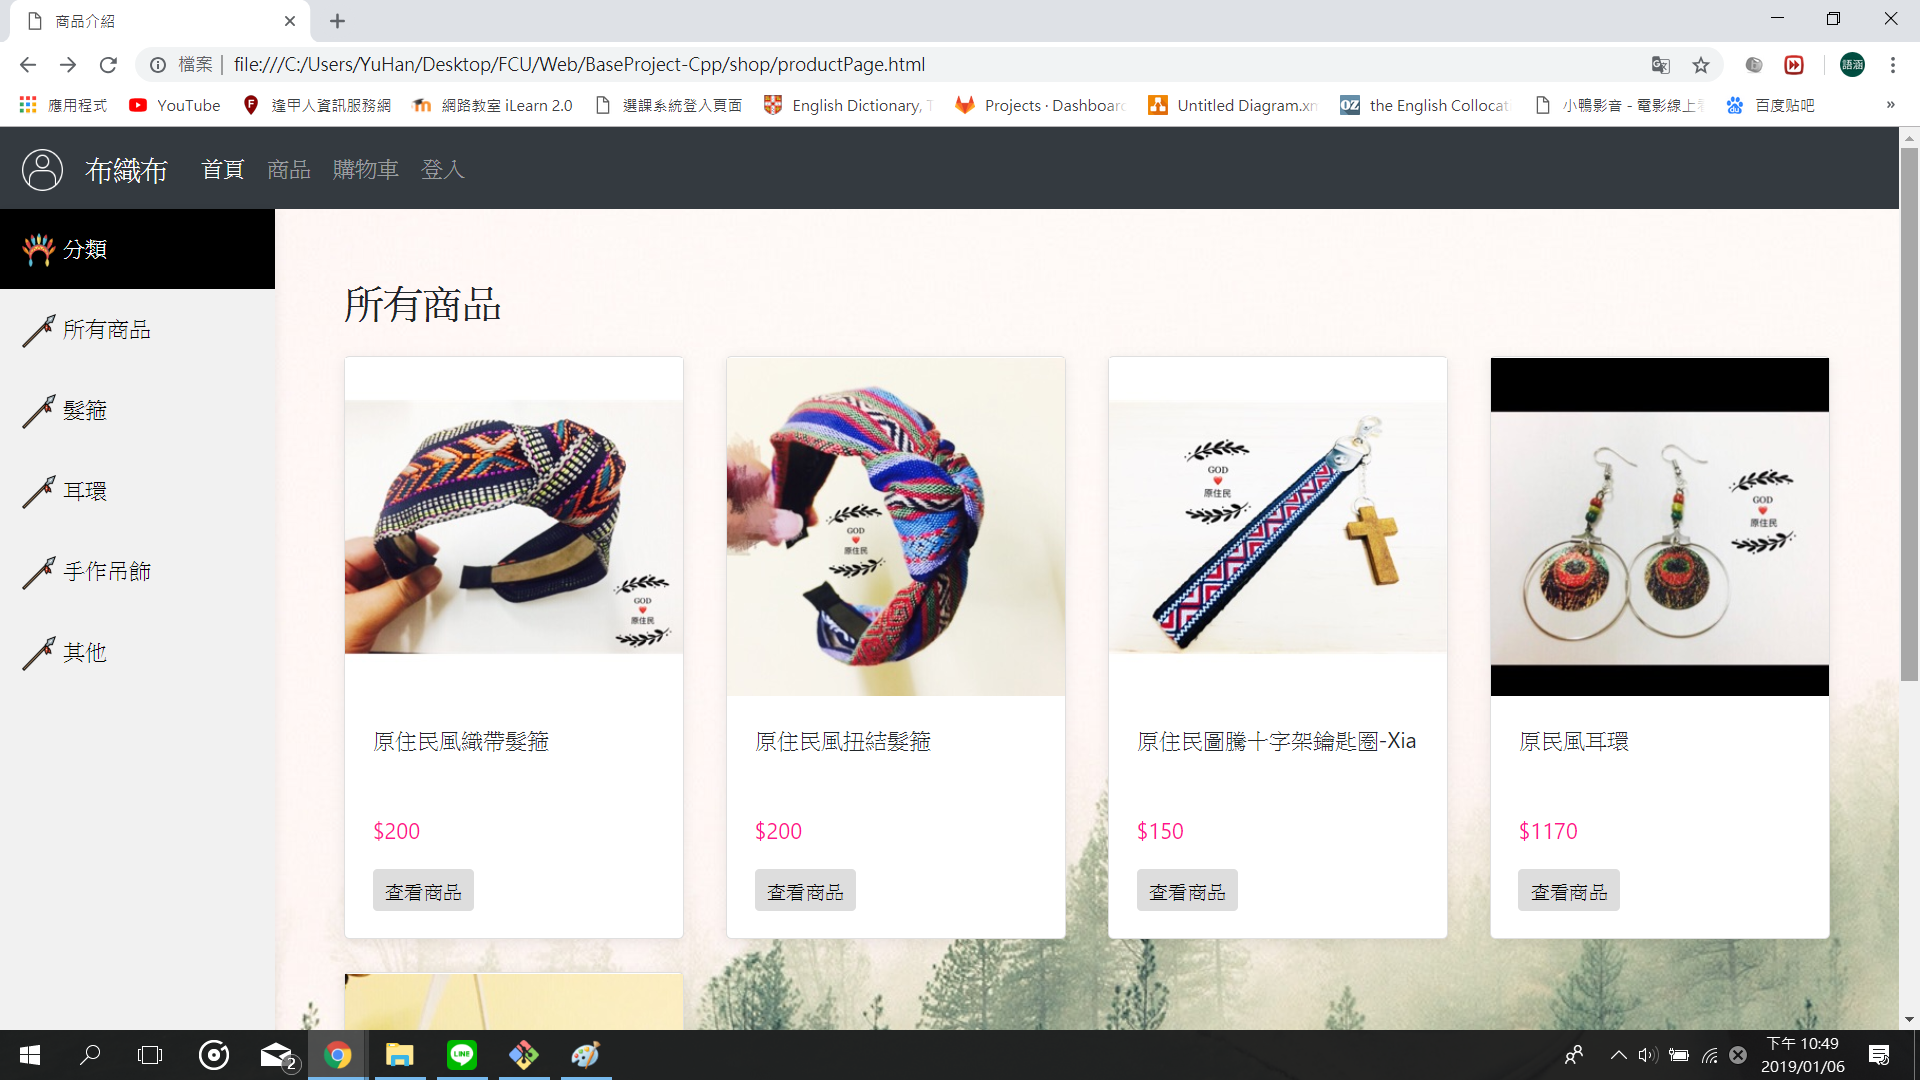 商品介紹
檔案
file:///C:/Users/YuHan/Desktop/FCU/Web/BaseProject-Cpp/shop/productPage.html
語涵
應用程式
YouTube
逢甲人資訊服務網
網路教室 iLearn 2.0
選課系統登入頁面
English Dictionary,
Projects · Dashboard
Untitled Diagram.xm
the English Collocat
小鴨影音 - 電影線上
百度贴吧
»
布織布
首頁
商品
購物車
登入
分類
所有商品
髮箍
耳環
手作吊飾
其他
所有商品
GOD
原住民
原住民風織帶髮箍
$200
查看商品
GOD
原住民
原住民風扭結髮箍
$200
查看商品
GOD
原住民
原住民圖騰十字架鑰匙圈-Xia
$150
查看商品
GOD
原住民
原民風耳環
$1170
查看商品
2
LINE
下午 10:49
2019/01/06